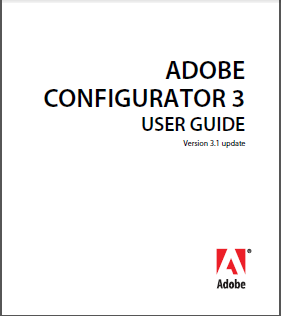 ADOBE
CONFIGURATOR 3
USER GUIDE
Version 3.1 update
Adobe